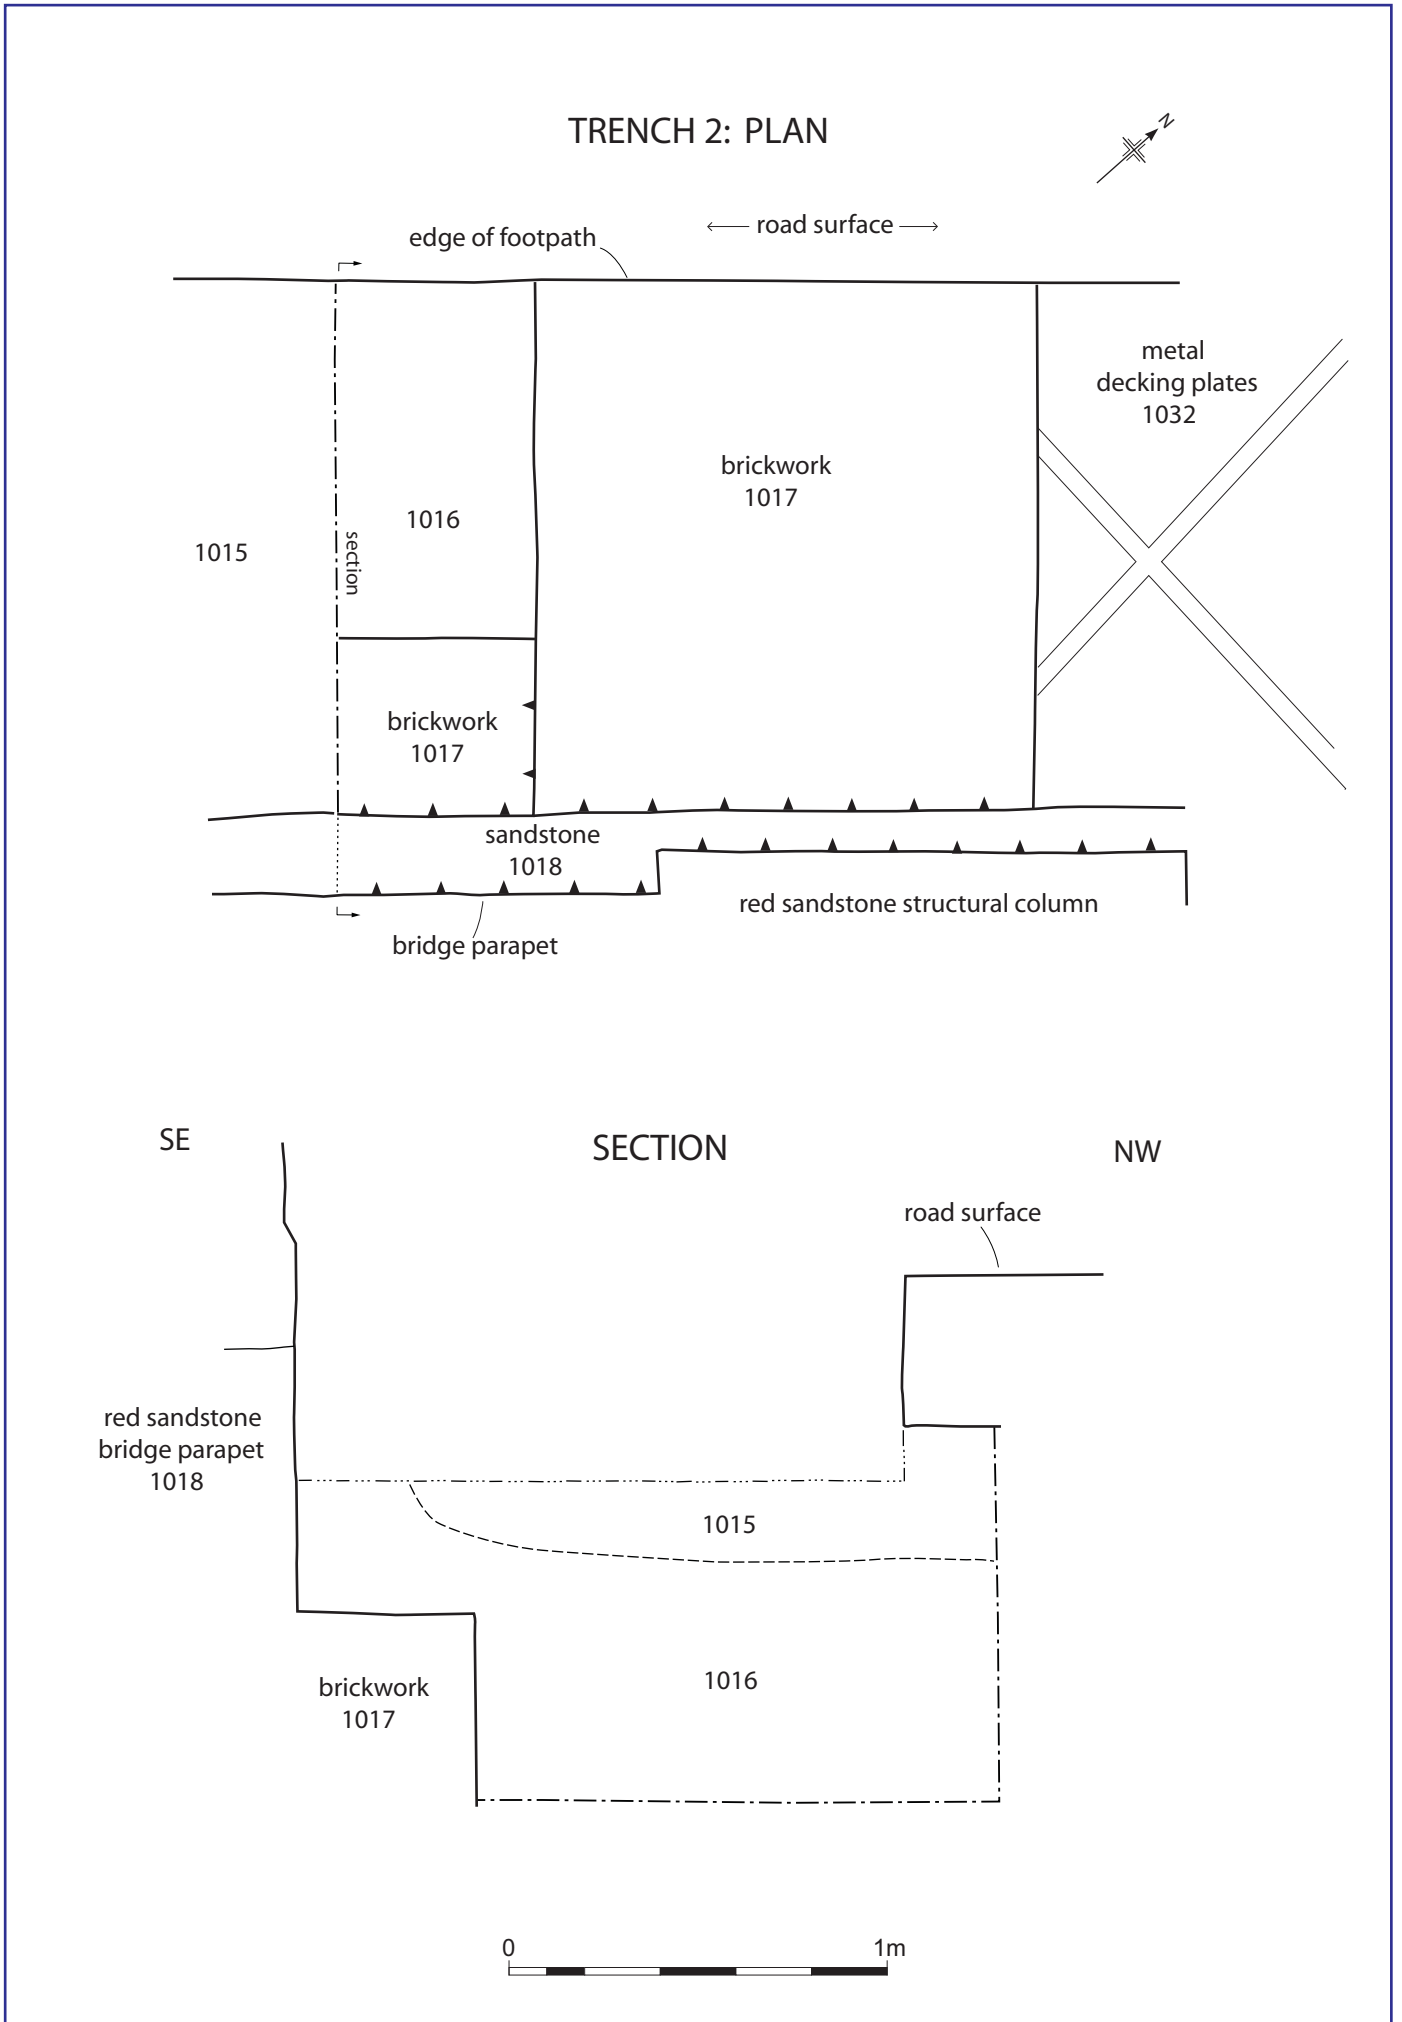 TRENCH 2: PLAN
N
road surface
edge of footpath
metal
decking plates
1032
brickwork
1017
1016
section
1015
brickwork
1017
sandstone
1018
red sandstone structural column
bridge parapet
SE
SECTION
NW
road surface
red sandstone
bridge parapet
1018
1015
1016
brickwork
1017
0
1m